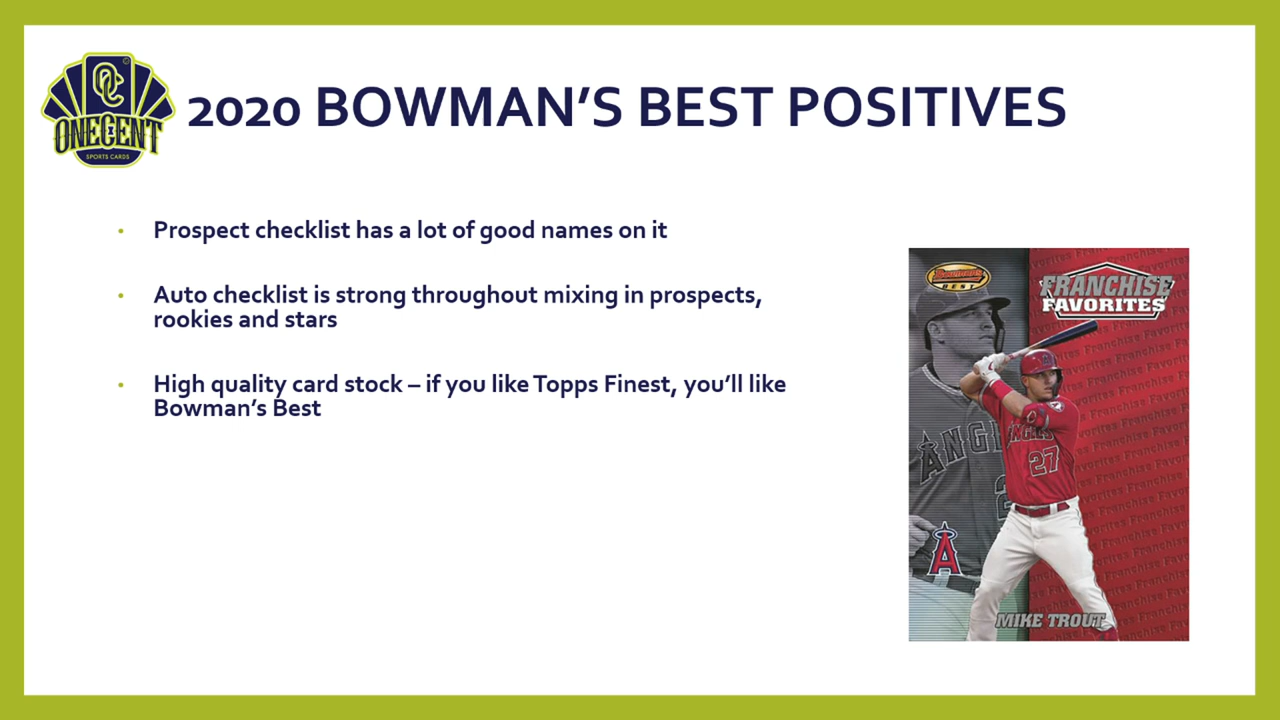 OC
ONECENT
SPORTS CARDS
2020 BOWMAN’S BEST POSITIVES
• Prospect checklist has a lot of good names on it
• Auto checklist is strong throughout mixing in prospects,
rookies and stars
• High quality card stock – if you like Topps Finest, you’ll like
Bowman’s Best
Bowman's
BEST
FRANCHISE
FAVORITES
ANGELS
27
MIKE TROUT